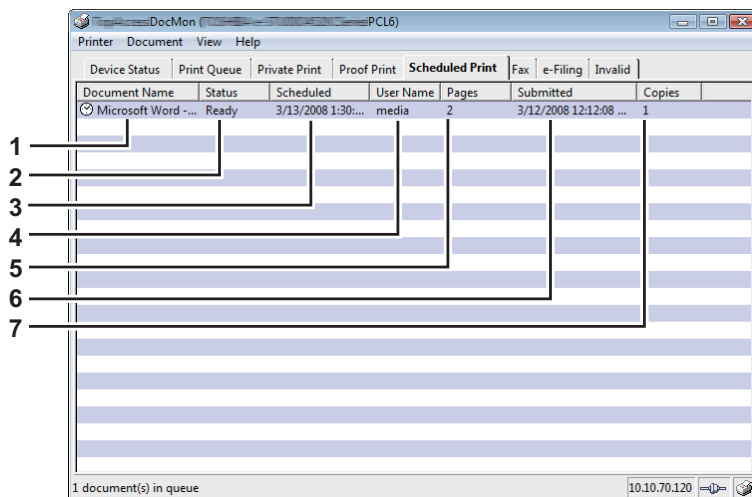 DocMon ( PCL6)
Printer Document View Help
Device Status Print Queue Private Print Proof Print Scheduled Print Fax e-Filing Invalid
Document Name Status Scheduled User Name Pages Submitted Copies
Microsoft Word -... Ready 3/13/2008 1:30:... media 2 3/12/2008 12:12:08 ... 1
1
2
3
4
5
6
7
1 document(s) in queue 10.10.70.120